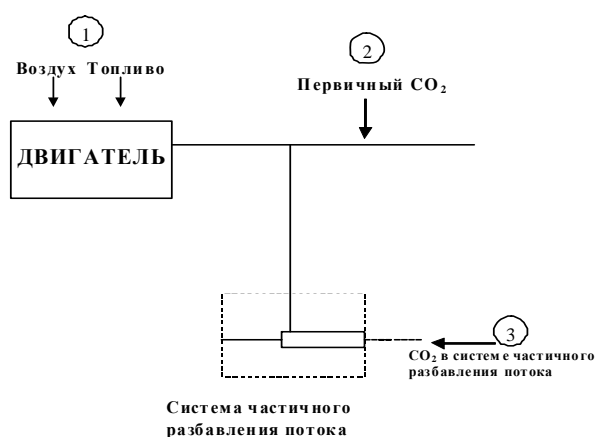 1
Воздух Топливо
2
Первичный CO₂
ДВИГАТЕЛЬ
3
CO₂ в системе частичного
разбавления потока
Система частичного
разбавления потока